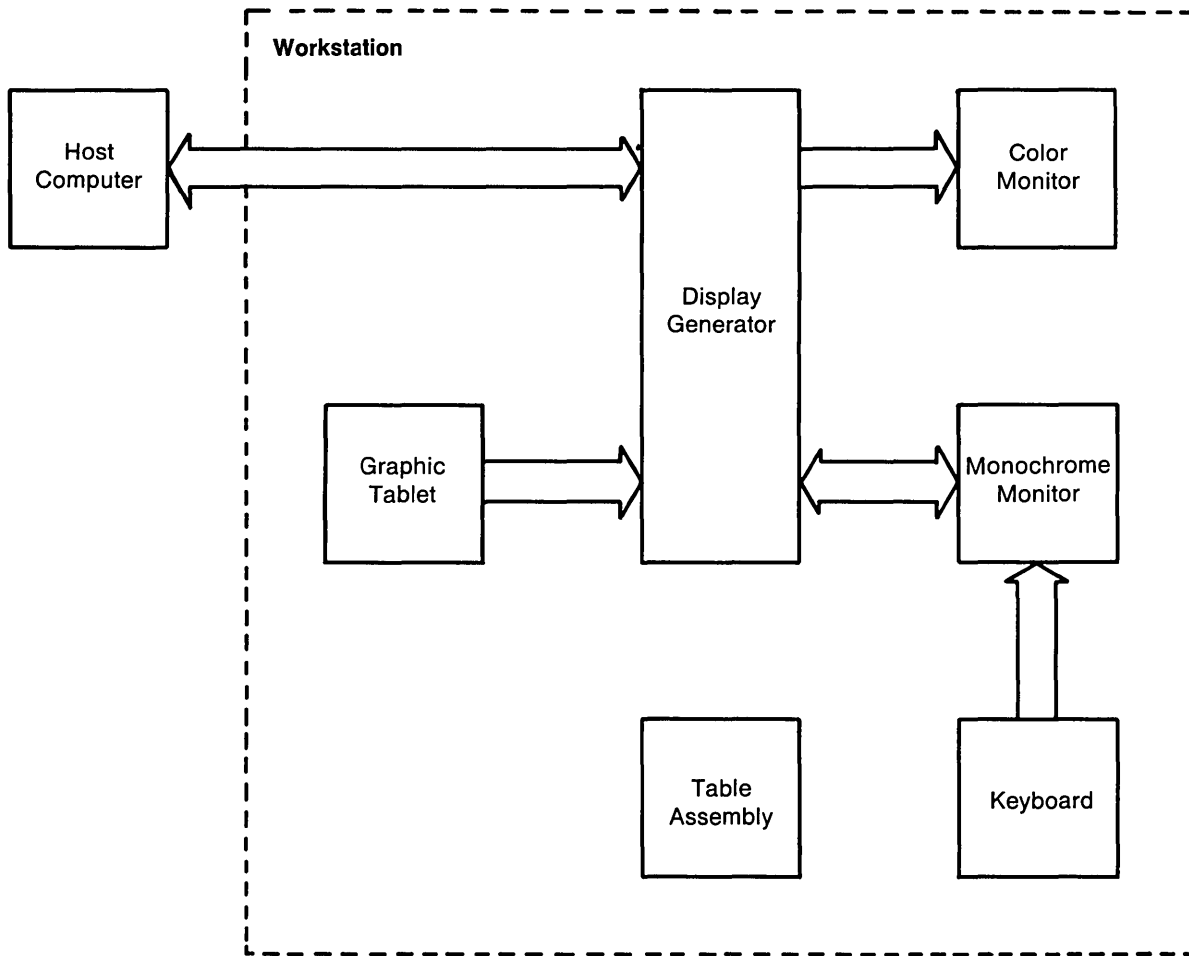 Workstation
Host
Computer
Color
Monitor
Display
Generator
Graphic
Tablet
Monochrome
Monitor
Table
Assembly
Keyboard